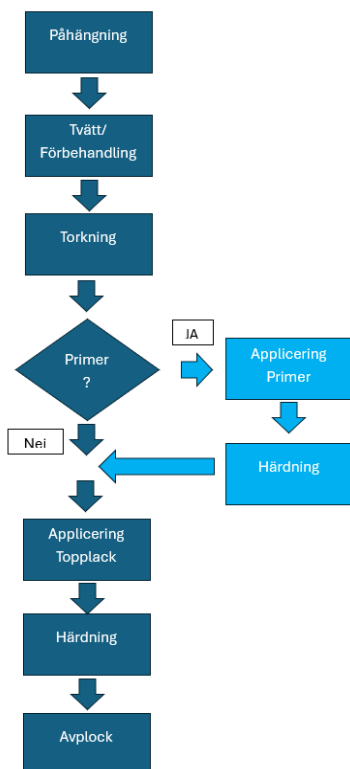 Påhängning
Tvätt/
Förbehandling
Torkning
Primer
?
JA
Applicering
Primer
Härdning
Nei
Applicering
Topplack
Härdning
Avplock